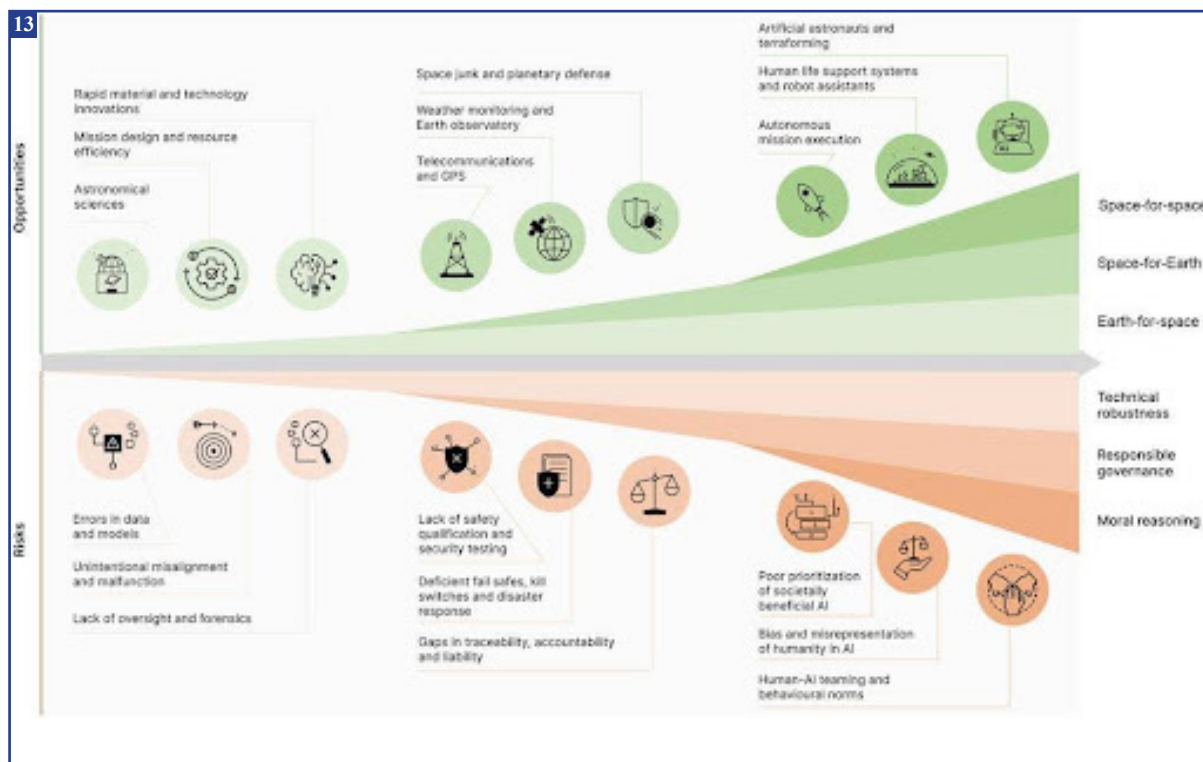 13
Opportunities
Rapid material and technology
innovations
Mission design and resource
efficiency
Astronomical
sciences
Space junk and planetary defense
Weather monitoring and
Earth observatory
Telecommunications
and GPS
Artificial astronauts and
terraforming
Human life support systems
and robot assistants
Autonomous
mission execution
Space-for-space
Space-for-Earth
Earth-for-space
Risks
Errors in data
and models
Unintentional misalignment
and malfunction
Lack of oversight and forensics
Lack of safety
qualification and
security testing
Deficient fail safes, kill
switches and disaster
response
Gaps in traceability, accountability
and liability
Poor prioritization
of societally
beneficial AI
Bias and misrepresentation
of humanity in AI
Human-AI teaming and
behavioural norms
Technical
robustness
Responsible
governance
Moral reasoning